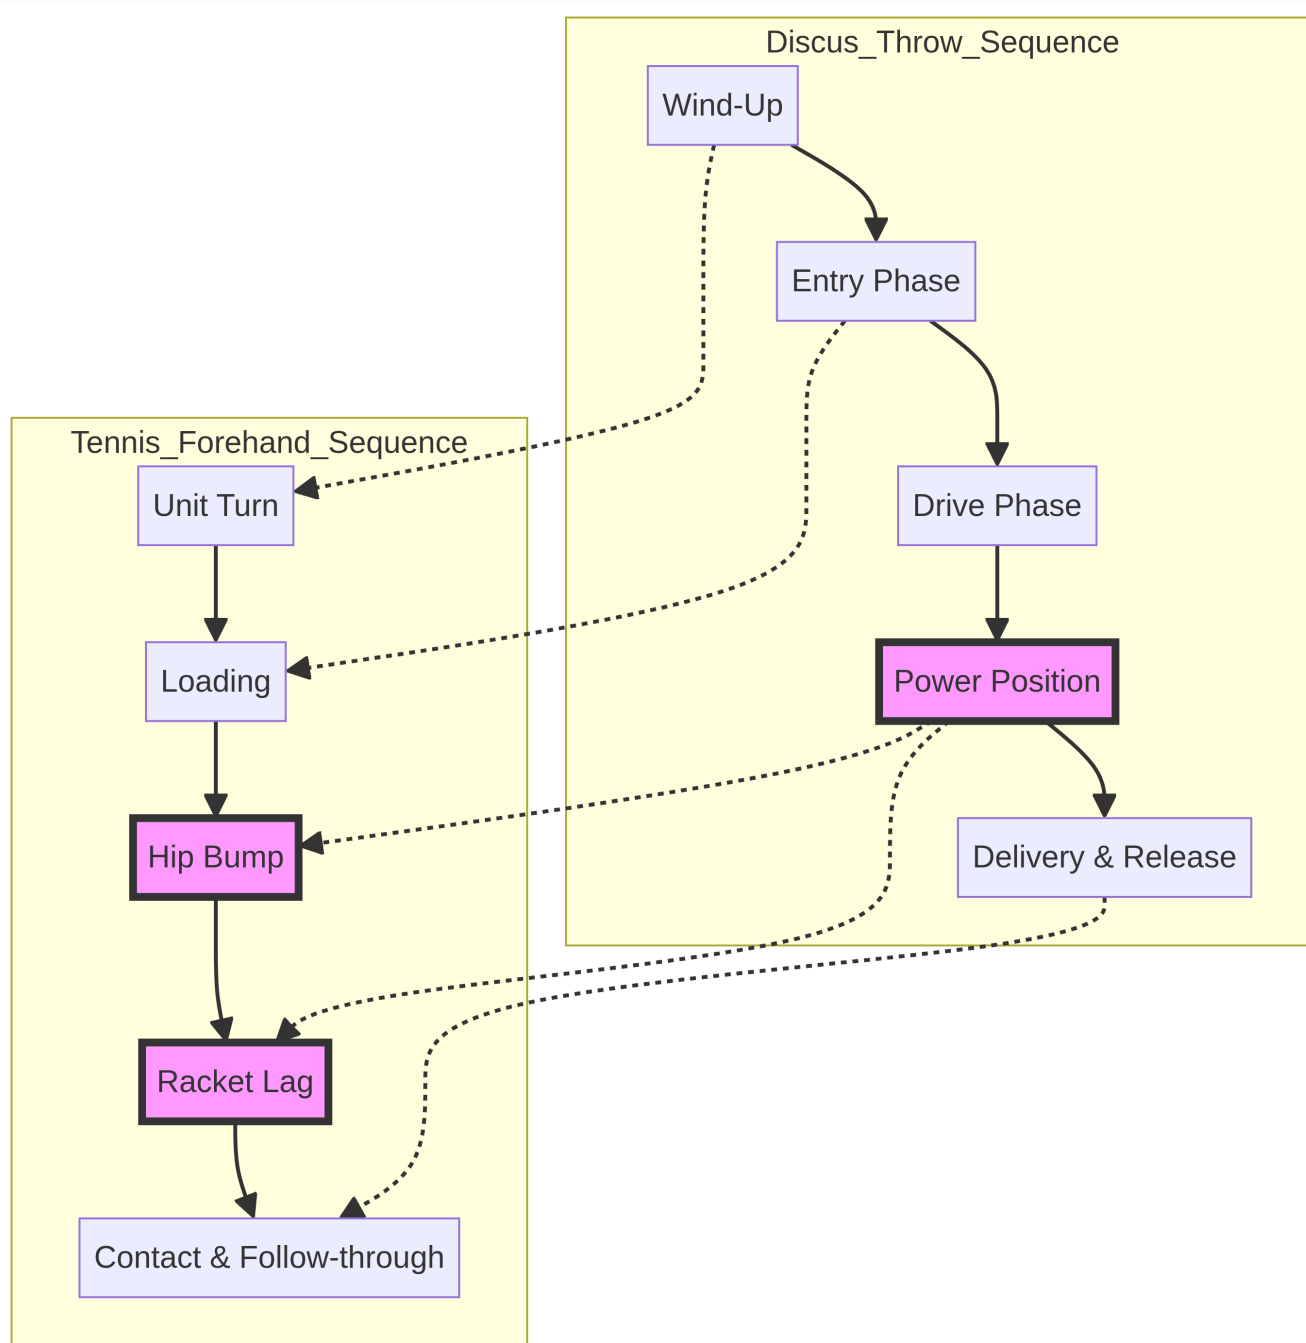 Discus_Throw_Sequence
Wind-Up
Entry Phase
Drive Phase
Power Position
Delivery & Release
Tennis_Forehand_Sequence
Unit Turn
Loading
Hip Bump
Racket Lag
Contact & Follow-through